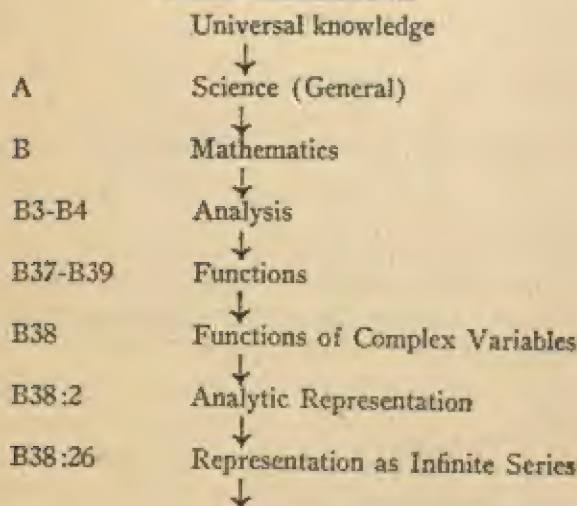 Universal knowledge
A Science (General)
B Mathematics
B3-B4 Analysis
B37-B39 Functions
B38 Functions of Complex Variables
B38:2 Analytic Representation
B38:26 Representation as Infinite Series